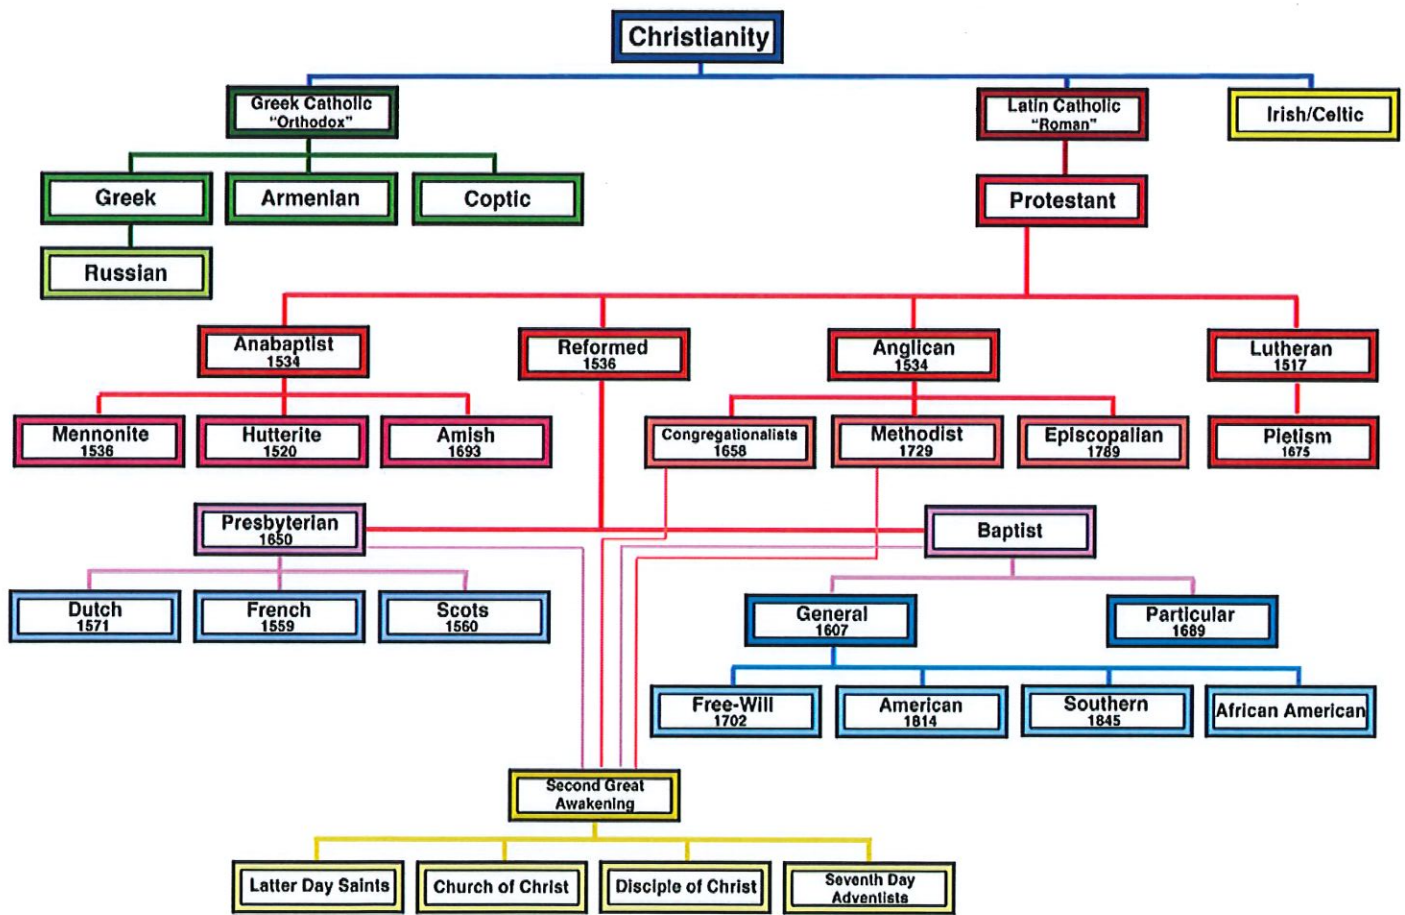 Christianity
Greek Catholic
"Orthodox"
Latin Catholic
"Roman"
Irish/Celtic
Greek
Armenian
Coptic
Protestant
Russian
Anabaptist
1534
Reformed
1536
Anglican
1534
Lutheran
1517
Mennonite
1536
Hutterite
1520
Amish
1693
Congregationalists
1658
Methodist
1729
Episcopalian
1789
Pietism
1675
Presbyterian
1650
Baptist
Dutch
1571
French
1559
Scots
1560
General
1607
Particular
1689
Free-Will
1702
American
1814
Southern
1845
African American
Second Great
Awakening
Latter Day Saints
Church of Christ
Disciple of Christ
Seventh Day
Adventists